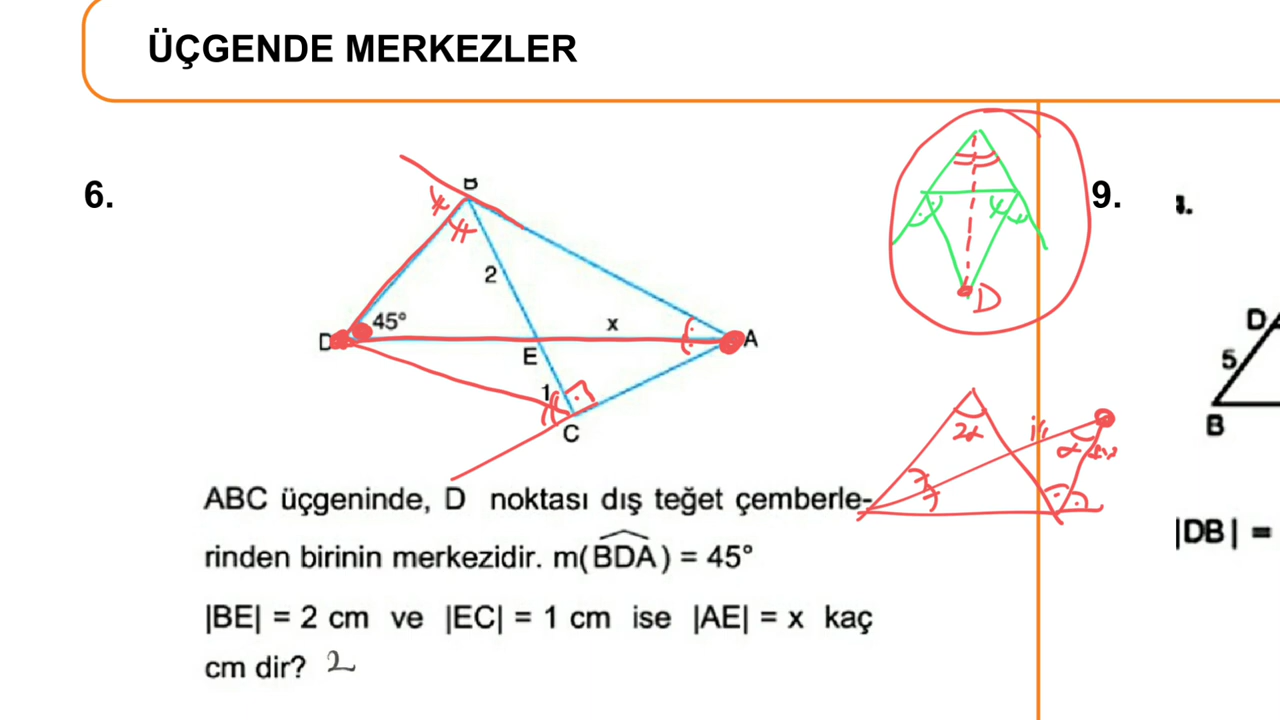 ÜÇGENDE MERKEZLER
6.
9.
B
D
2
45°
x
D
A
E
1
C
2α
α
D
5
B
ABC üçgeninde, D noktası dış teğet çemberle-
rinden birinin merkezidir. m(BDA) = 45°
|BE| = 2 cm ve |EC| = 1 cm ise |AE| = x kaç
cm dir? 2
|DB| =